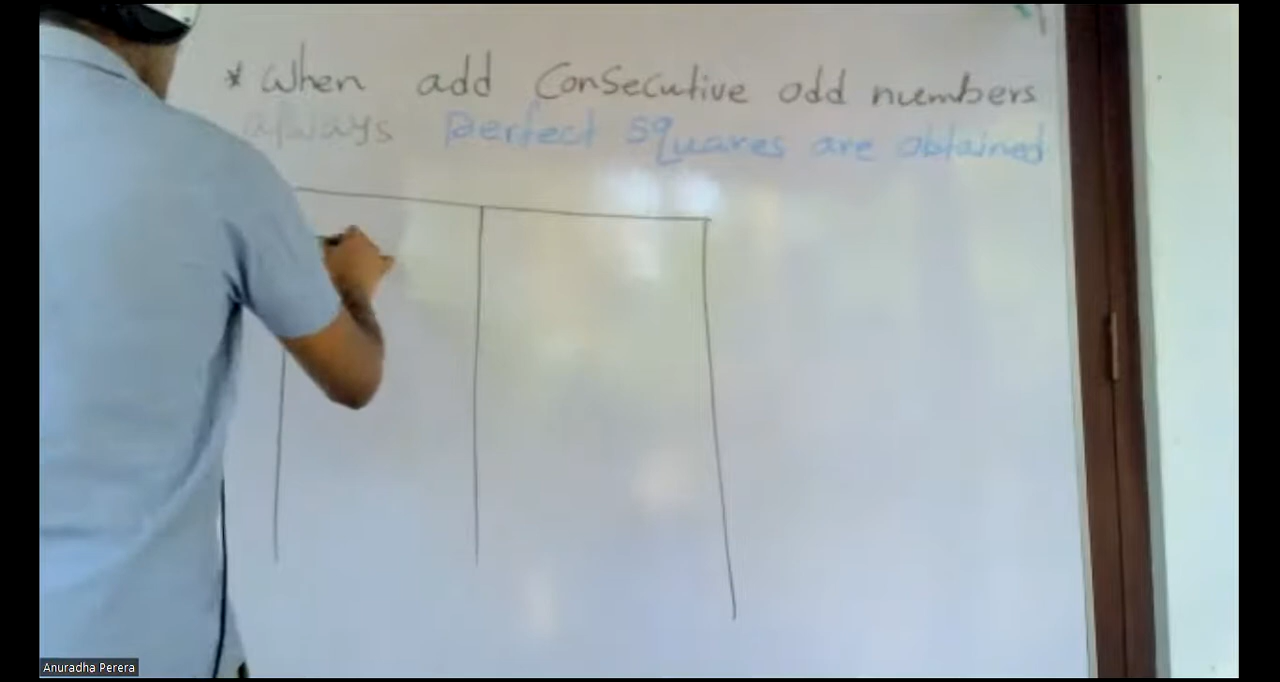 * When add Consecutive odd numbers
always perfect squares are obtained
Anuradha Perera